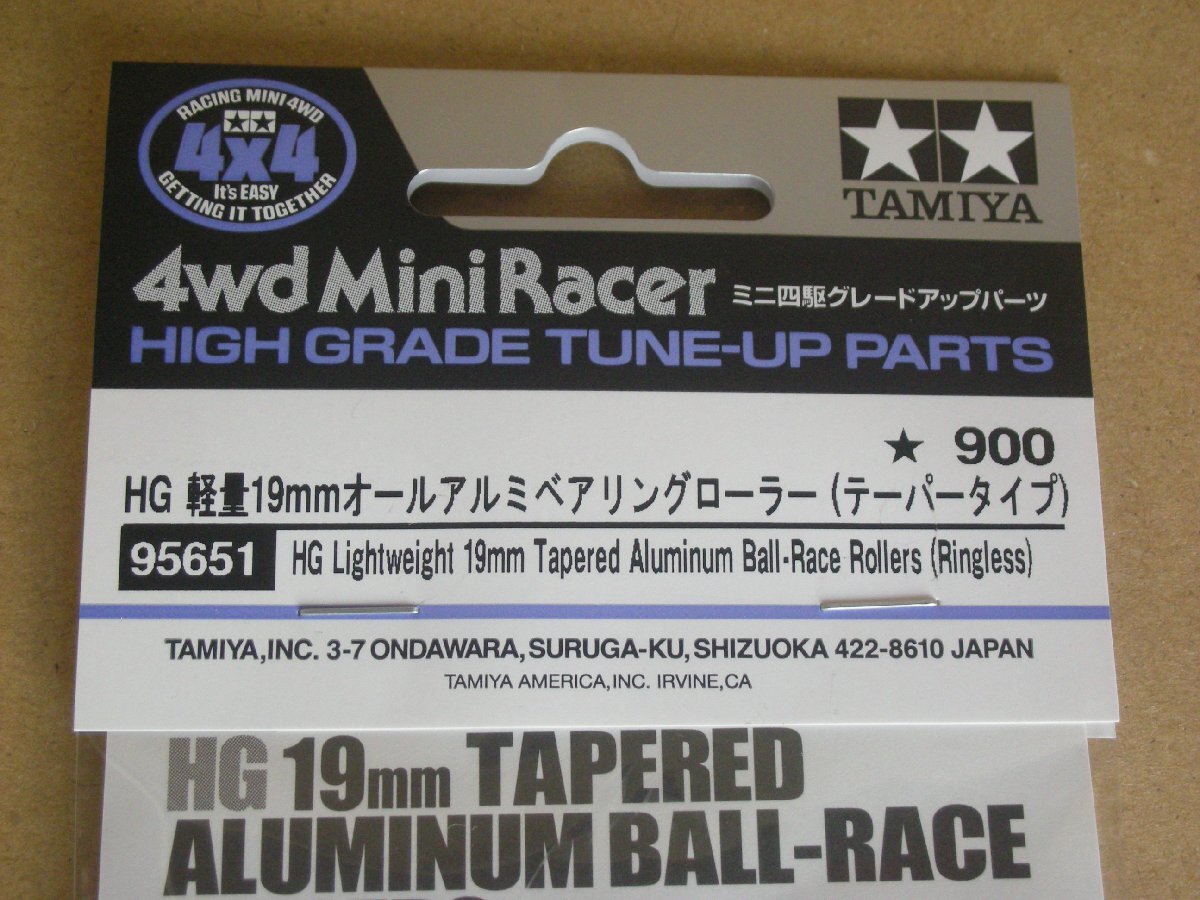 RACING MINI 4WD
4x4
It's EASY
GETTING IT TOGETHER
TAMIYA
4wd Mini Racer ミニ四駆グレードアップパーツ
HIGH GRADE TUNE-UP PARTS
★ 900
HG 軽量19mmオールアルミベアリングローラー (テーパータイプ)
95651 HG Lightweight 19mm Tapered Aluminum Ball-Race Rollers (Ringless)
TAMIYA, INC. 3-7 ONDAWARA, SURUGA-KU, SHIZUOKA 422-8610 JAPAN
TAMIYA AMERICA, INC. IRVINE, CA
HG 19mm TAPERED
ALUMINUM BALL-RACE